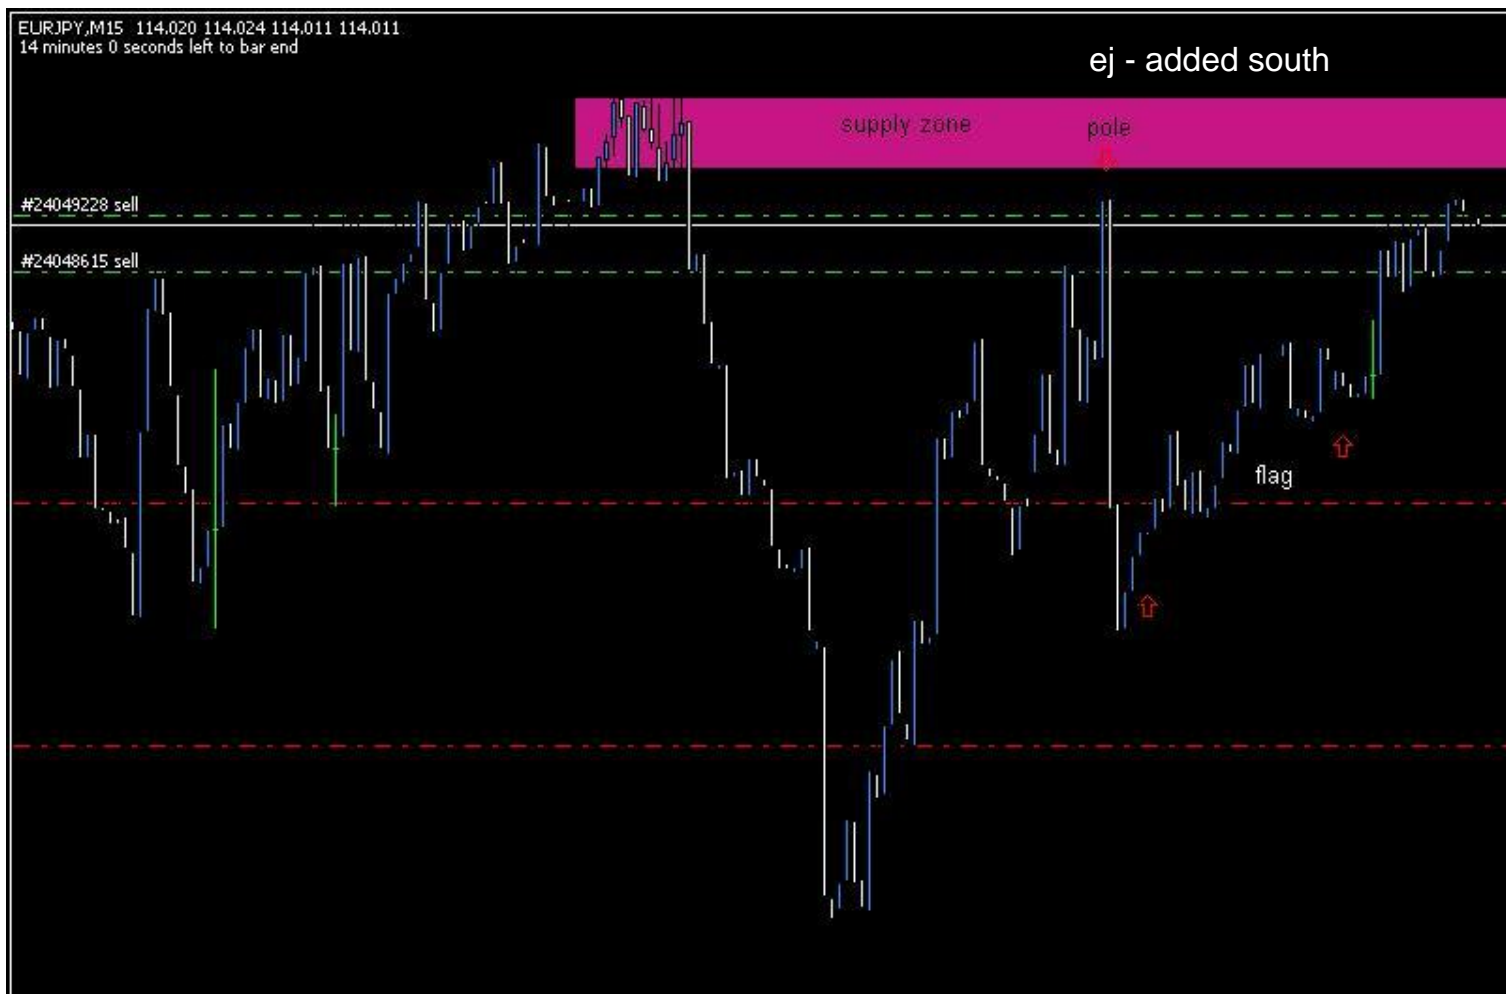 EURJPY,M15 114.020 114.024 114.011 114.011
14 minutes 0 seconds left to bar end
ej - added south
supply zone
pole
#24049228 sell
#24048615 sell
flag